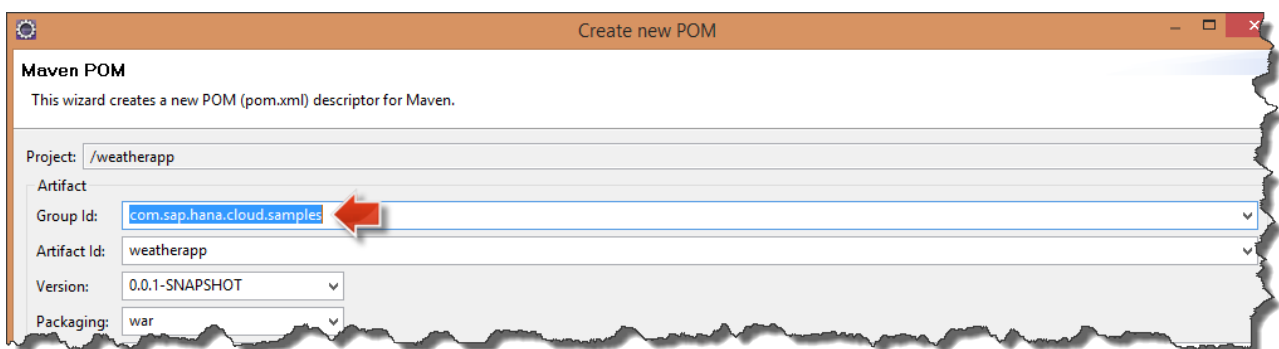 Create new POM
Maven POM
This wizard creates a new POM (pom.xml) descriptor for Maven.
Project: /weatherapp
Artifact
Group Id: com.sap.hana.cloud.samples
Artifact Id: weatherapp
Version: 0.0.1-SNAPSHOT
Packaging: war